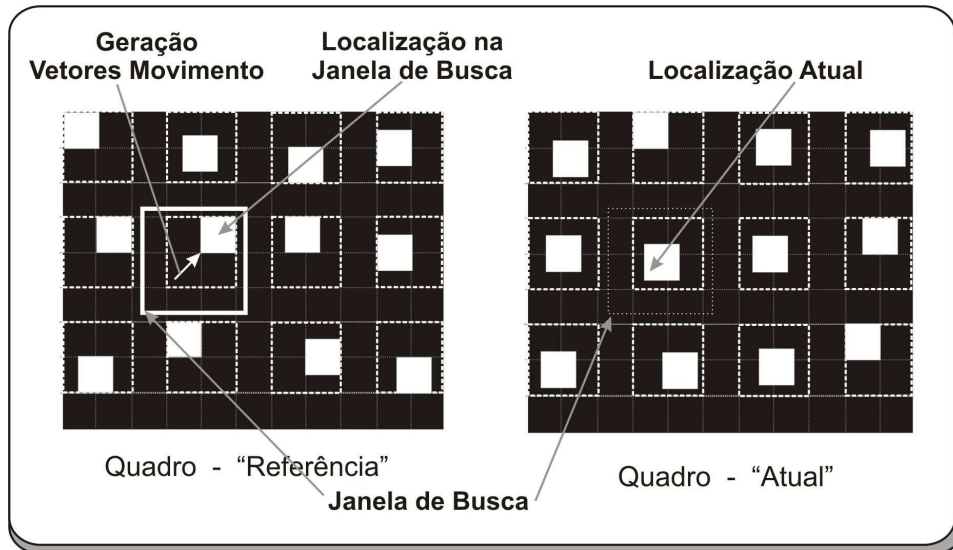 Geração
Vetores Movimento
Localização na
Janela de Busca
Localização Atual
Quadro - “Referência”
Quadro - “Atual”
Janela de Busca